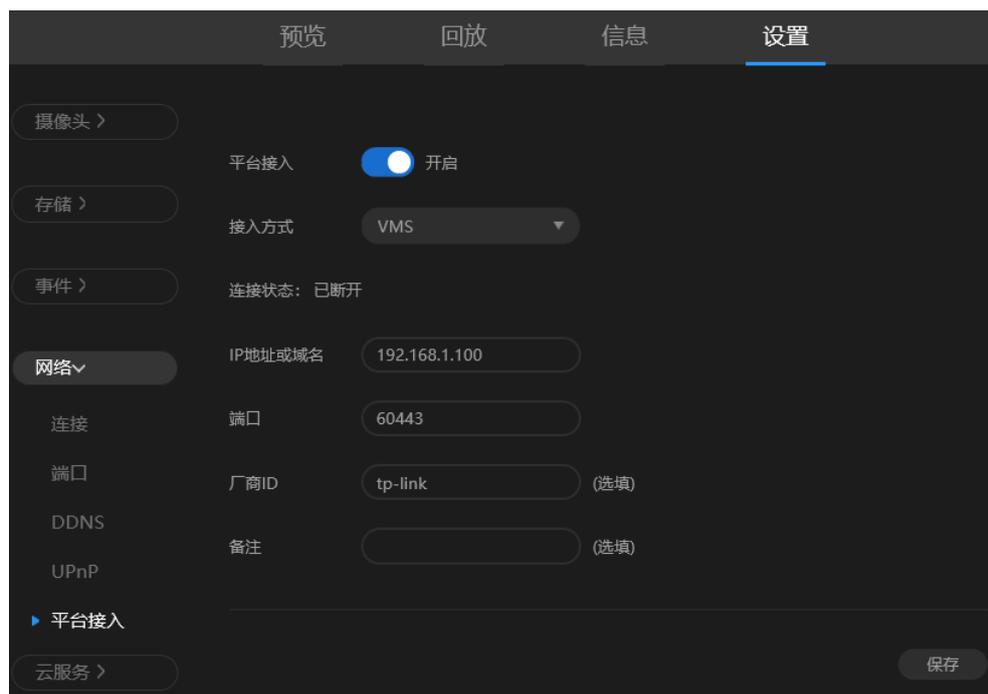 预览 回放 信息 设置
摄像头
存储
事件
网络
连接
端口
DDNS
UPnP
平台接入
云服务
平台接入 开启
接入方式 VMS
连接状态： 已断开
IP地址或域名 192.168.1.100
端口 60443
厂商ID tp-link (选填)
备注 (选填)
保存